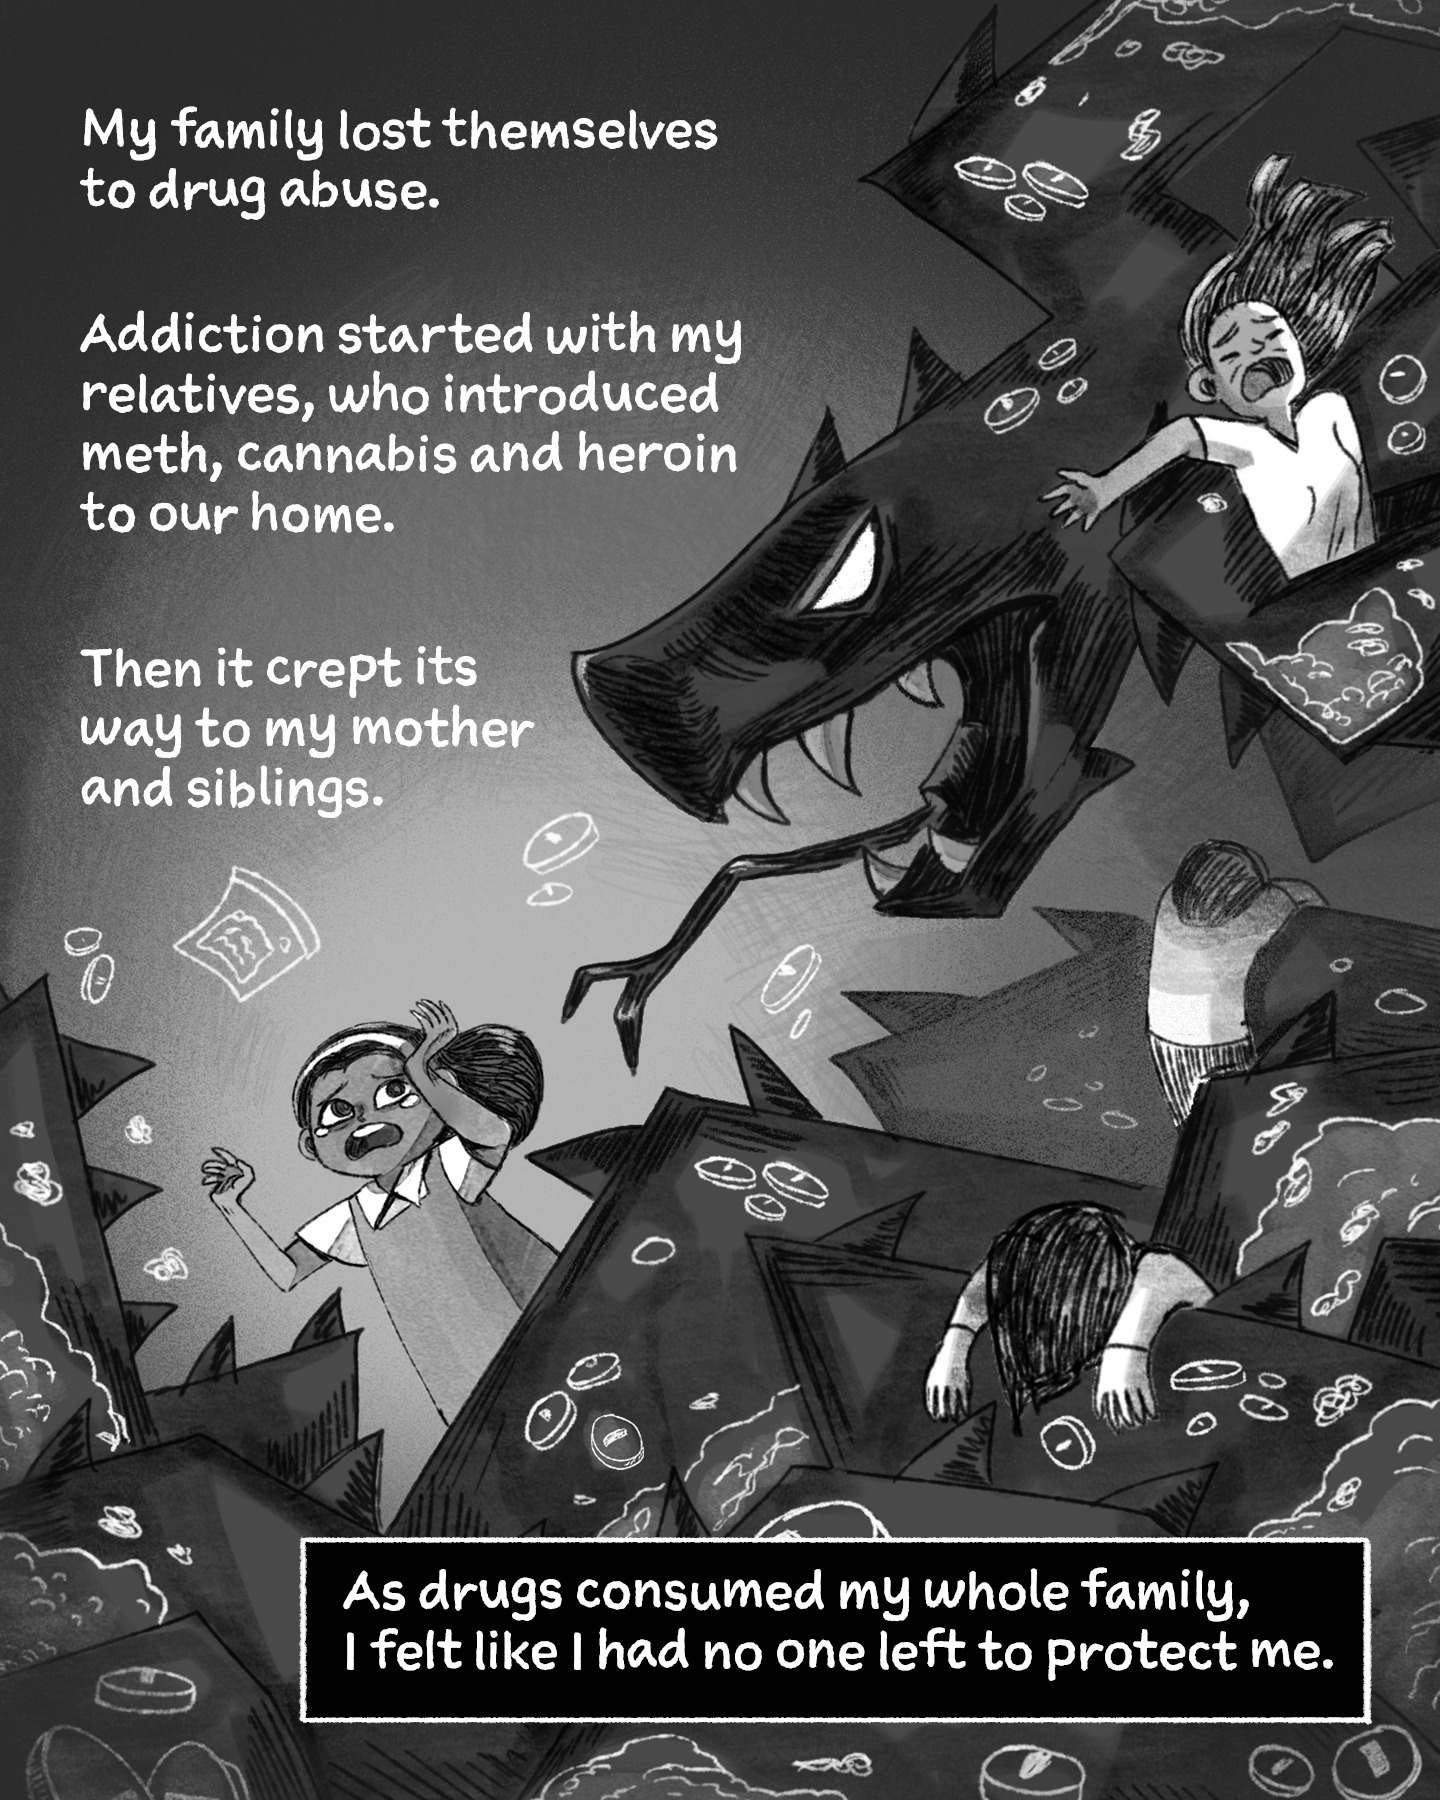 My family lost themselves
to drug abuse.
Addiction started with my
relatives, who introduced
meth, cannabis and heroin
to our home.
Then it crept its
way to my mother
and siblings.
As drugs consumed my whole family,
I felt like I had no one left to protect me.